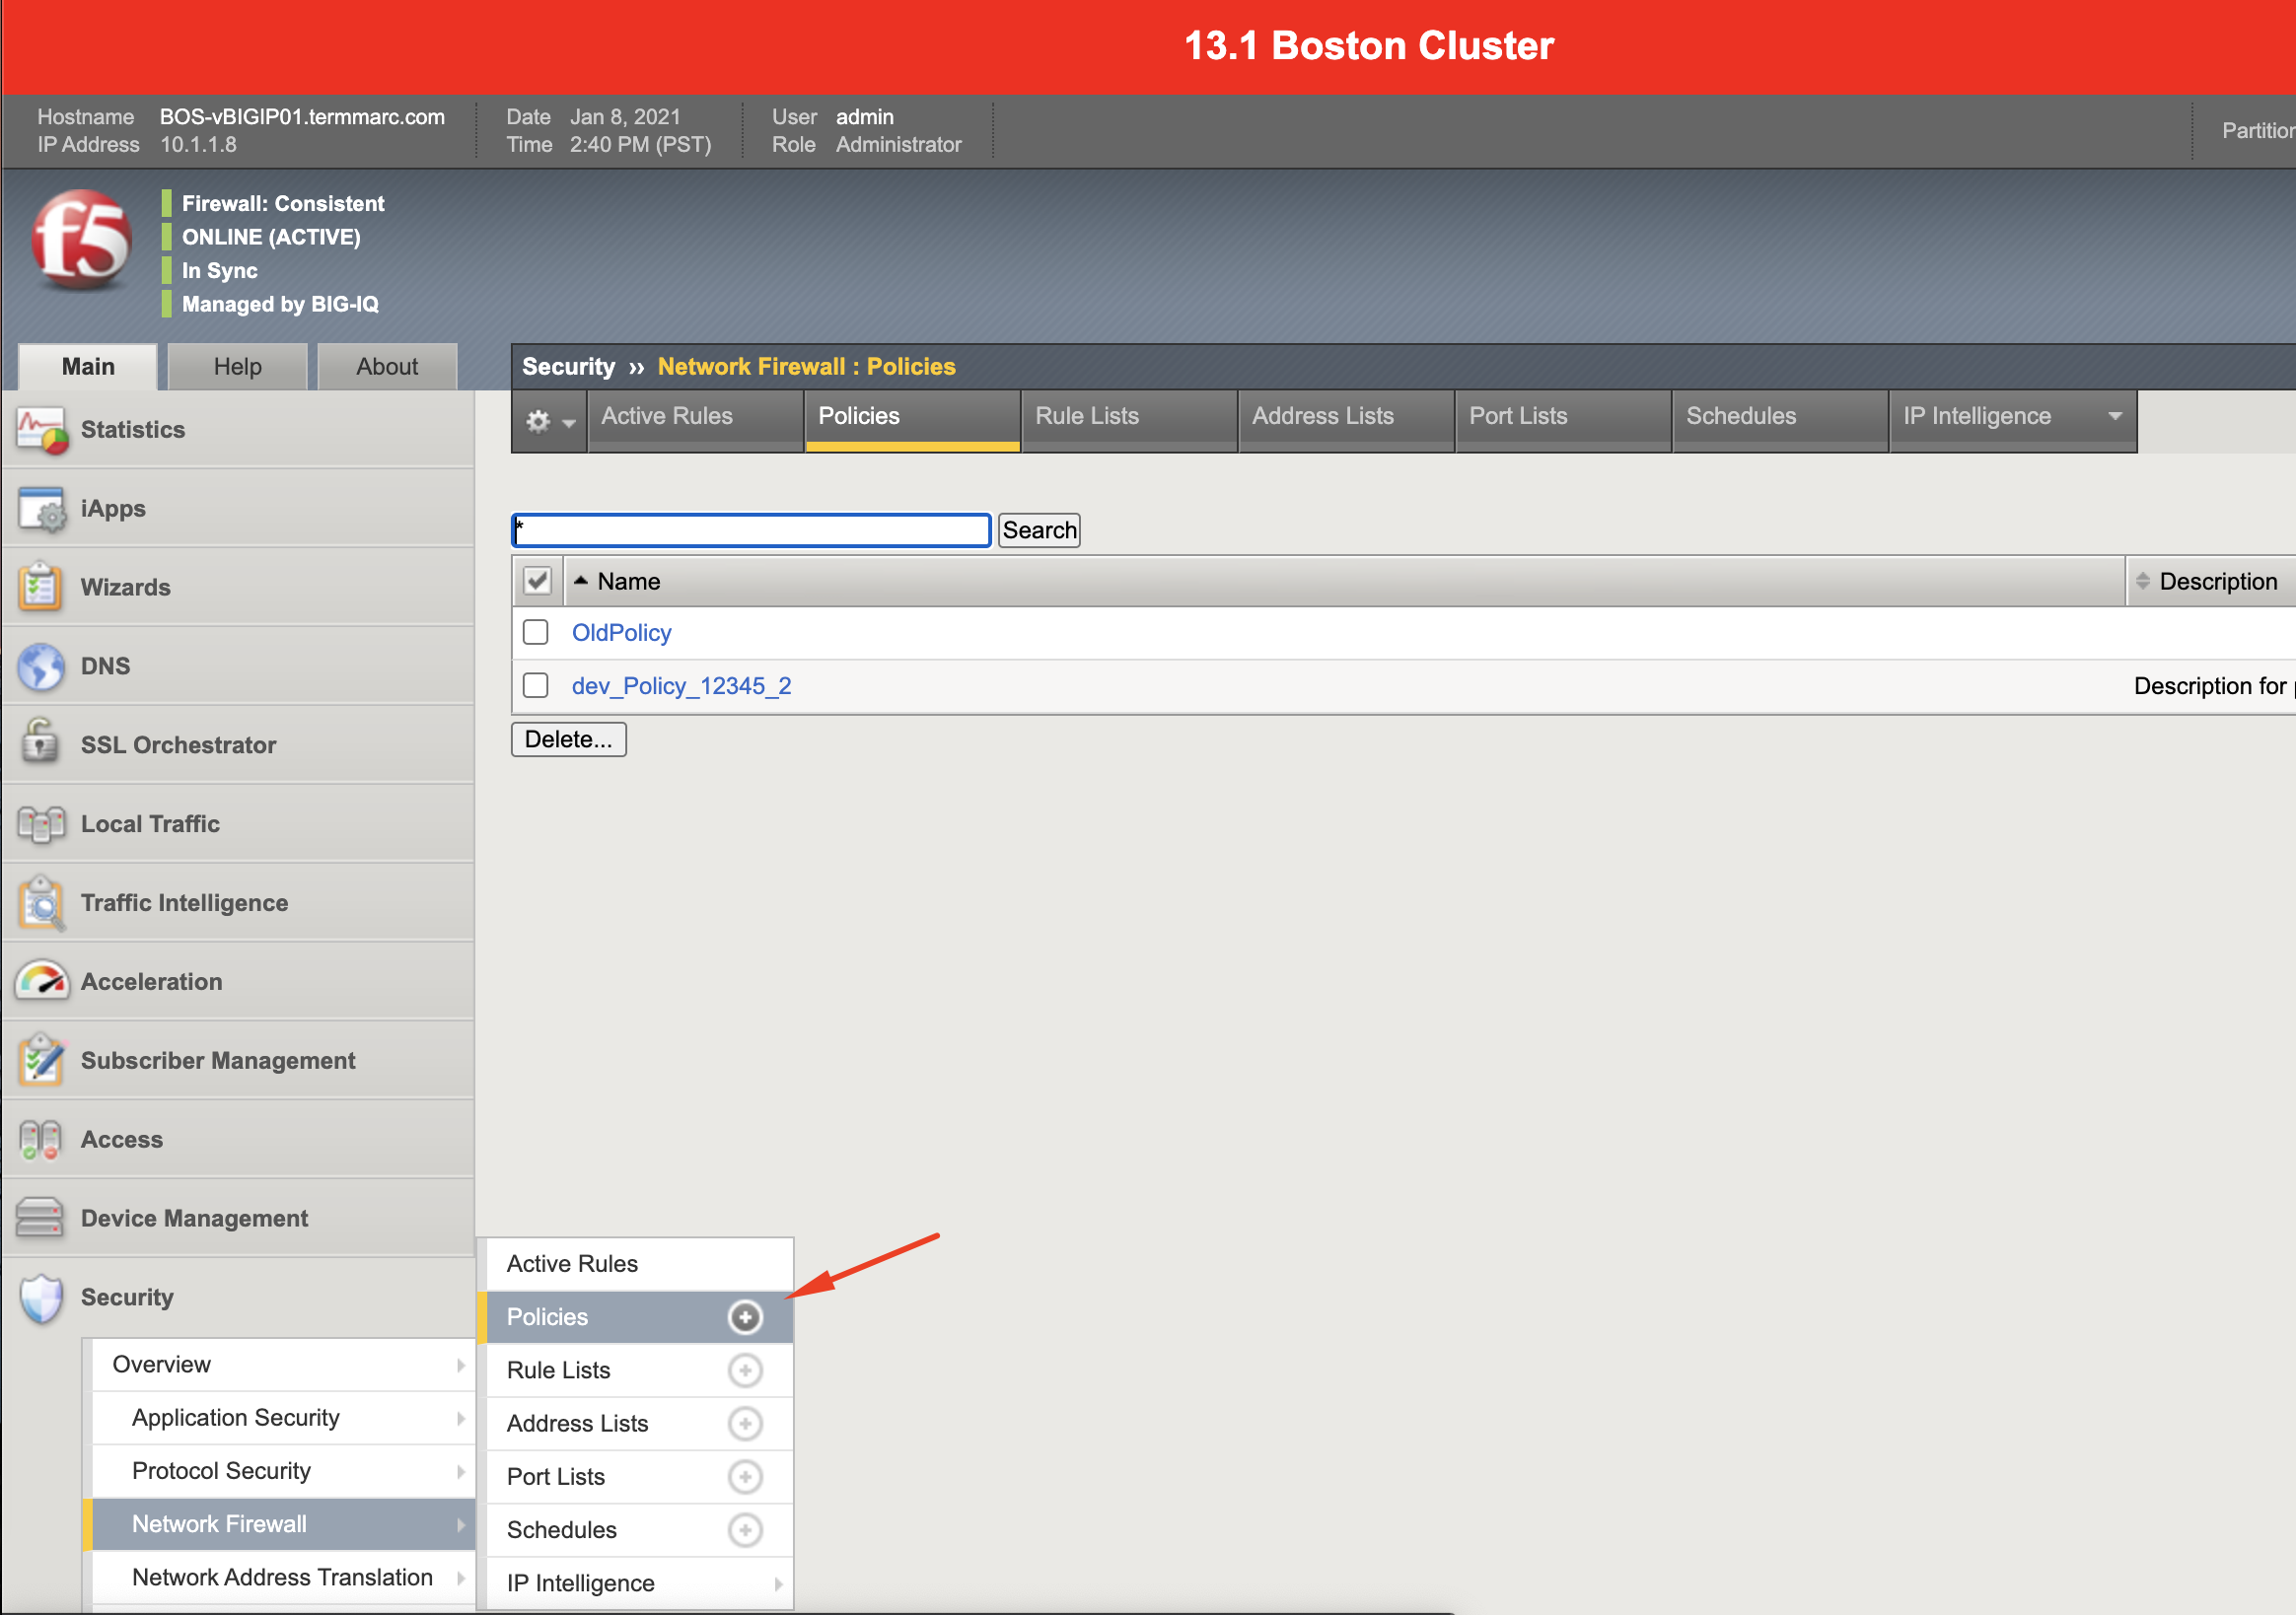 13.1 Boston Cluster
Hostname BOS-vBIGIP01.termmarc.com Date Jan 8, 2021 User admin
IP Address 10.1.1.8 Time 2:40 PM (PST) Role Administrator
Partition
f5
Firewall: Consistent
ONLINE (ACTIVE)
In Sync
Managed by BIG-IQ
Main Help About
Security ›› Network Firewall : Policies
Active Rules Policies Rule Lists Address Lists Port Lists Schedules IP Intelligence
*
Search
Name Description
OldPolicy
dev_Policy_12345_2 Description for
Delete...
Statistics
iApps
Wizards
DNS
SSL Orchestrator
Local Traffic
Traffic Intelligence
Acceleration
Subscriber Management
Access
Device Management
Security
Overview
Application Security
Protocol Security
Network Firewall
Network Address Translation
Active Rules
Policies
Rule Lists
Address Lists
Port Lists
Schedules
IP Intelligence